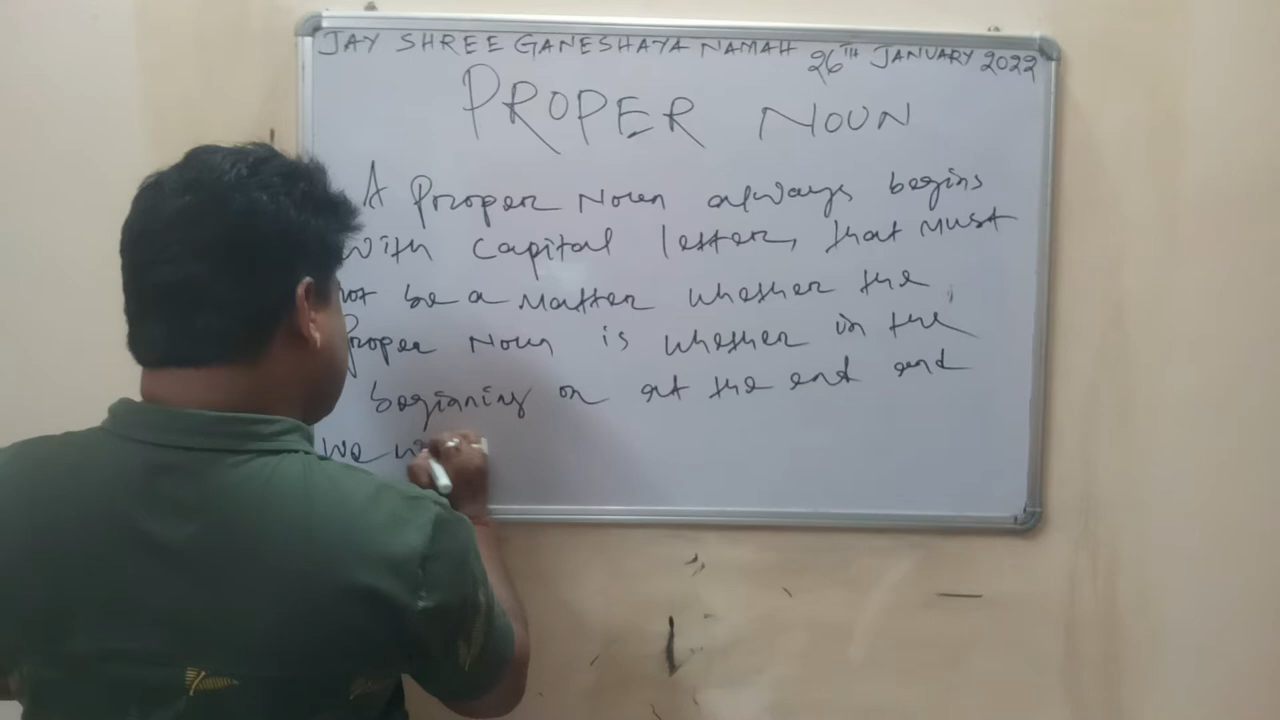 JAY SHREE GANESHAYA NAMAH 26TH JANUARY 2022
PROPER NOUN
A Proper Noun always begins
with capital letter, that must
not be a matter whether the
Proper Noun is whether in the
beginning or at the end and
We